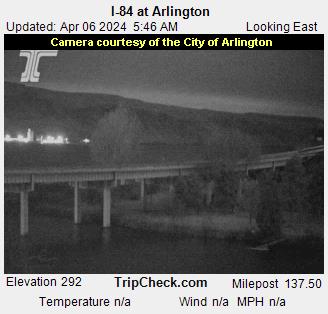 I-84 at Arlington
Updated: Apr 06 2024 5:46 AM Looking East
Camera courtesy of the City of Arlington
Elevation 292 TripCheck.com Milepost 137.50
Temperature n/a Wind n/a MPH n/a